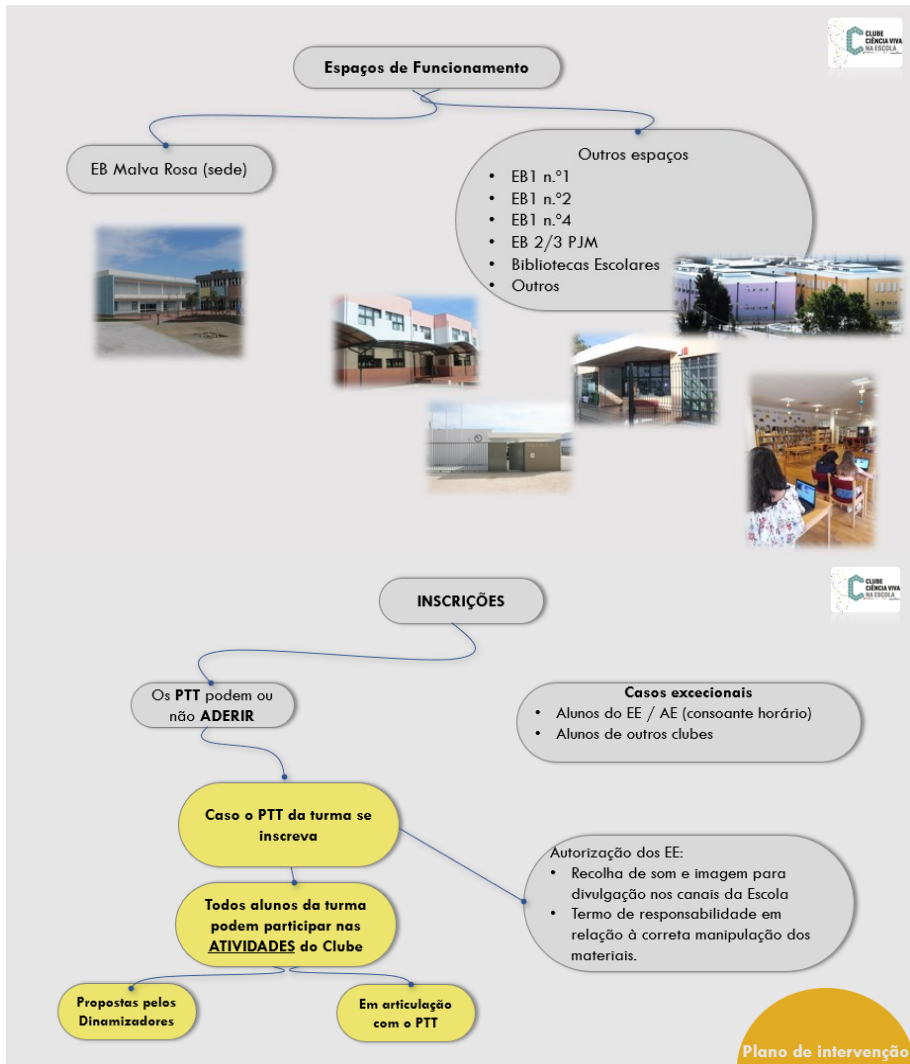 CLUBE
CIÊNCIA VIVA
NA ESCOLA
Espaços de Funcionamento
EB Malva Rosa (sede)
Outros espaços
• EB1 n.º1
• EB1 n.º2
• EB1 n.º4
• EB 2/3 PJM
• Bibliotecas Escolares
• Outros
CLUBE
CIÊNCIA VIVA
NA ESCOLA
INSCRIÇÕES
Os PTT podem ou
não ADERIR
Casos excecionais
• Alunos do EE / AE (consoante horário)
• Alunos de outros clubes
Caso o PTT da turma se
inscreva
Autorização dos EE:
• Recolha de som e imagem para
divulgação nos canais da Escola
• Termo de responsabilidade em
relação à correta manipulação dos
materiais.
Todos alunos da turma
podem participar nas
ATIVIDADES do Clube
Propostas pelos
Dinamizadores
Em articulação
com o PTT
Plano de intervenção